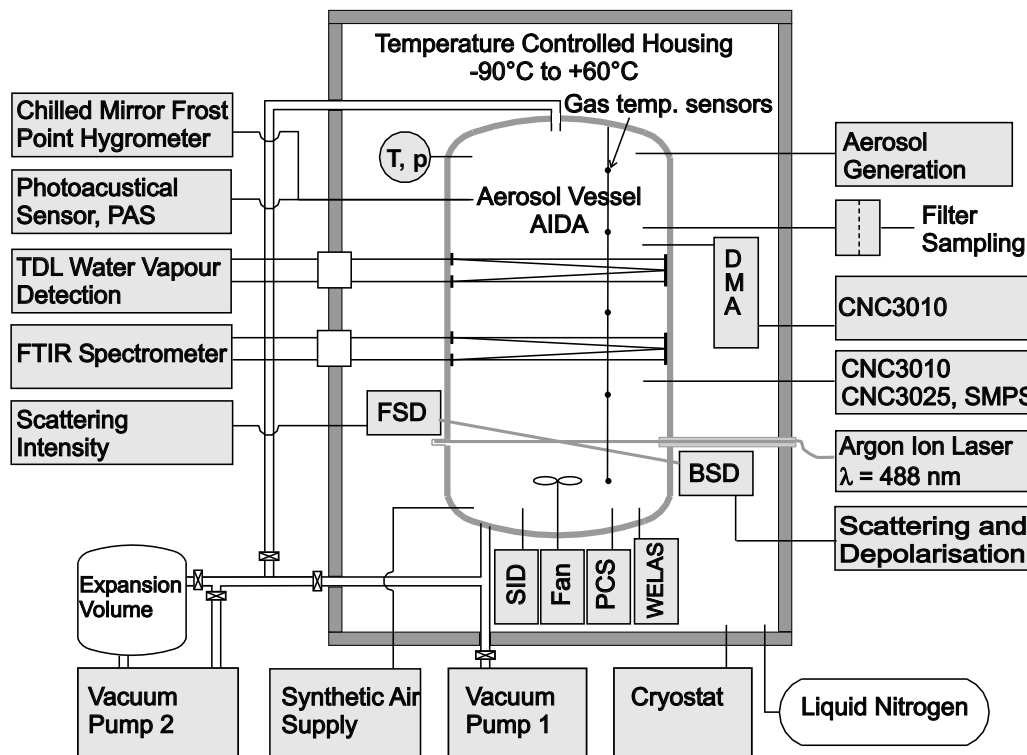 Temperature Controlled Housing
-90°C to +60°C
Gas temp. sensors
Chilled Mirror Frost
Point Hygrometer
T, p
Aerosol
Generation
Photoacustical
Sensor, PAS
Aerosol Vessel
AIDA
Filter
Sampling
TDL Water Vapour
Detection
DMA
CNC3010
FTIR Spectrometer
CNC3010
CNC3025, SMPS
Scattering
Intensity
FSD
Argon Ion Laser
λ = 488 nm
BSD
Scattering and
Depolarisation
SID
Fan
PCS
WELAS
Expansion
Volume
Vacuum
Pump 2
Synthetic Air
Supply
Vacuum
Pump 1
Cryostat
Liquid Nitrogen